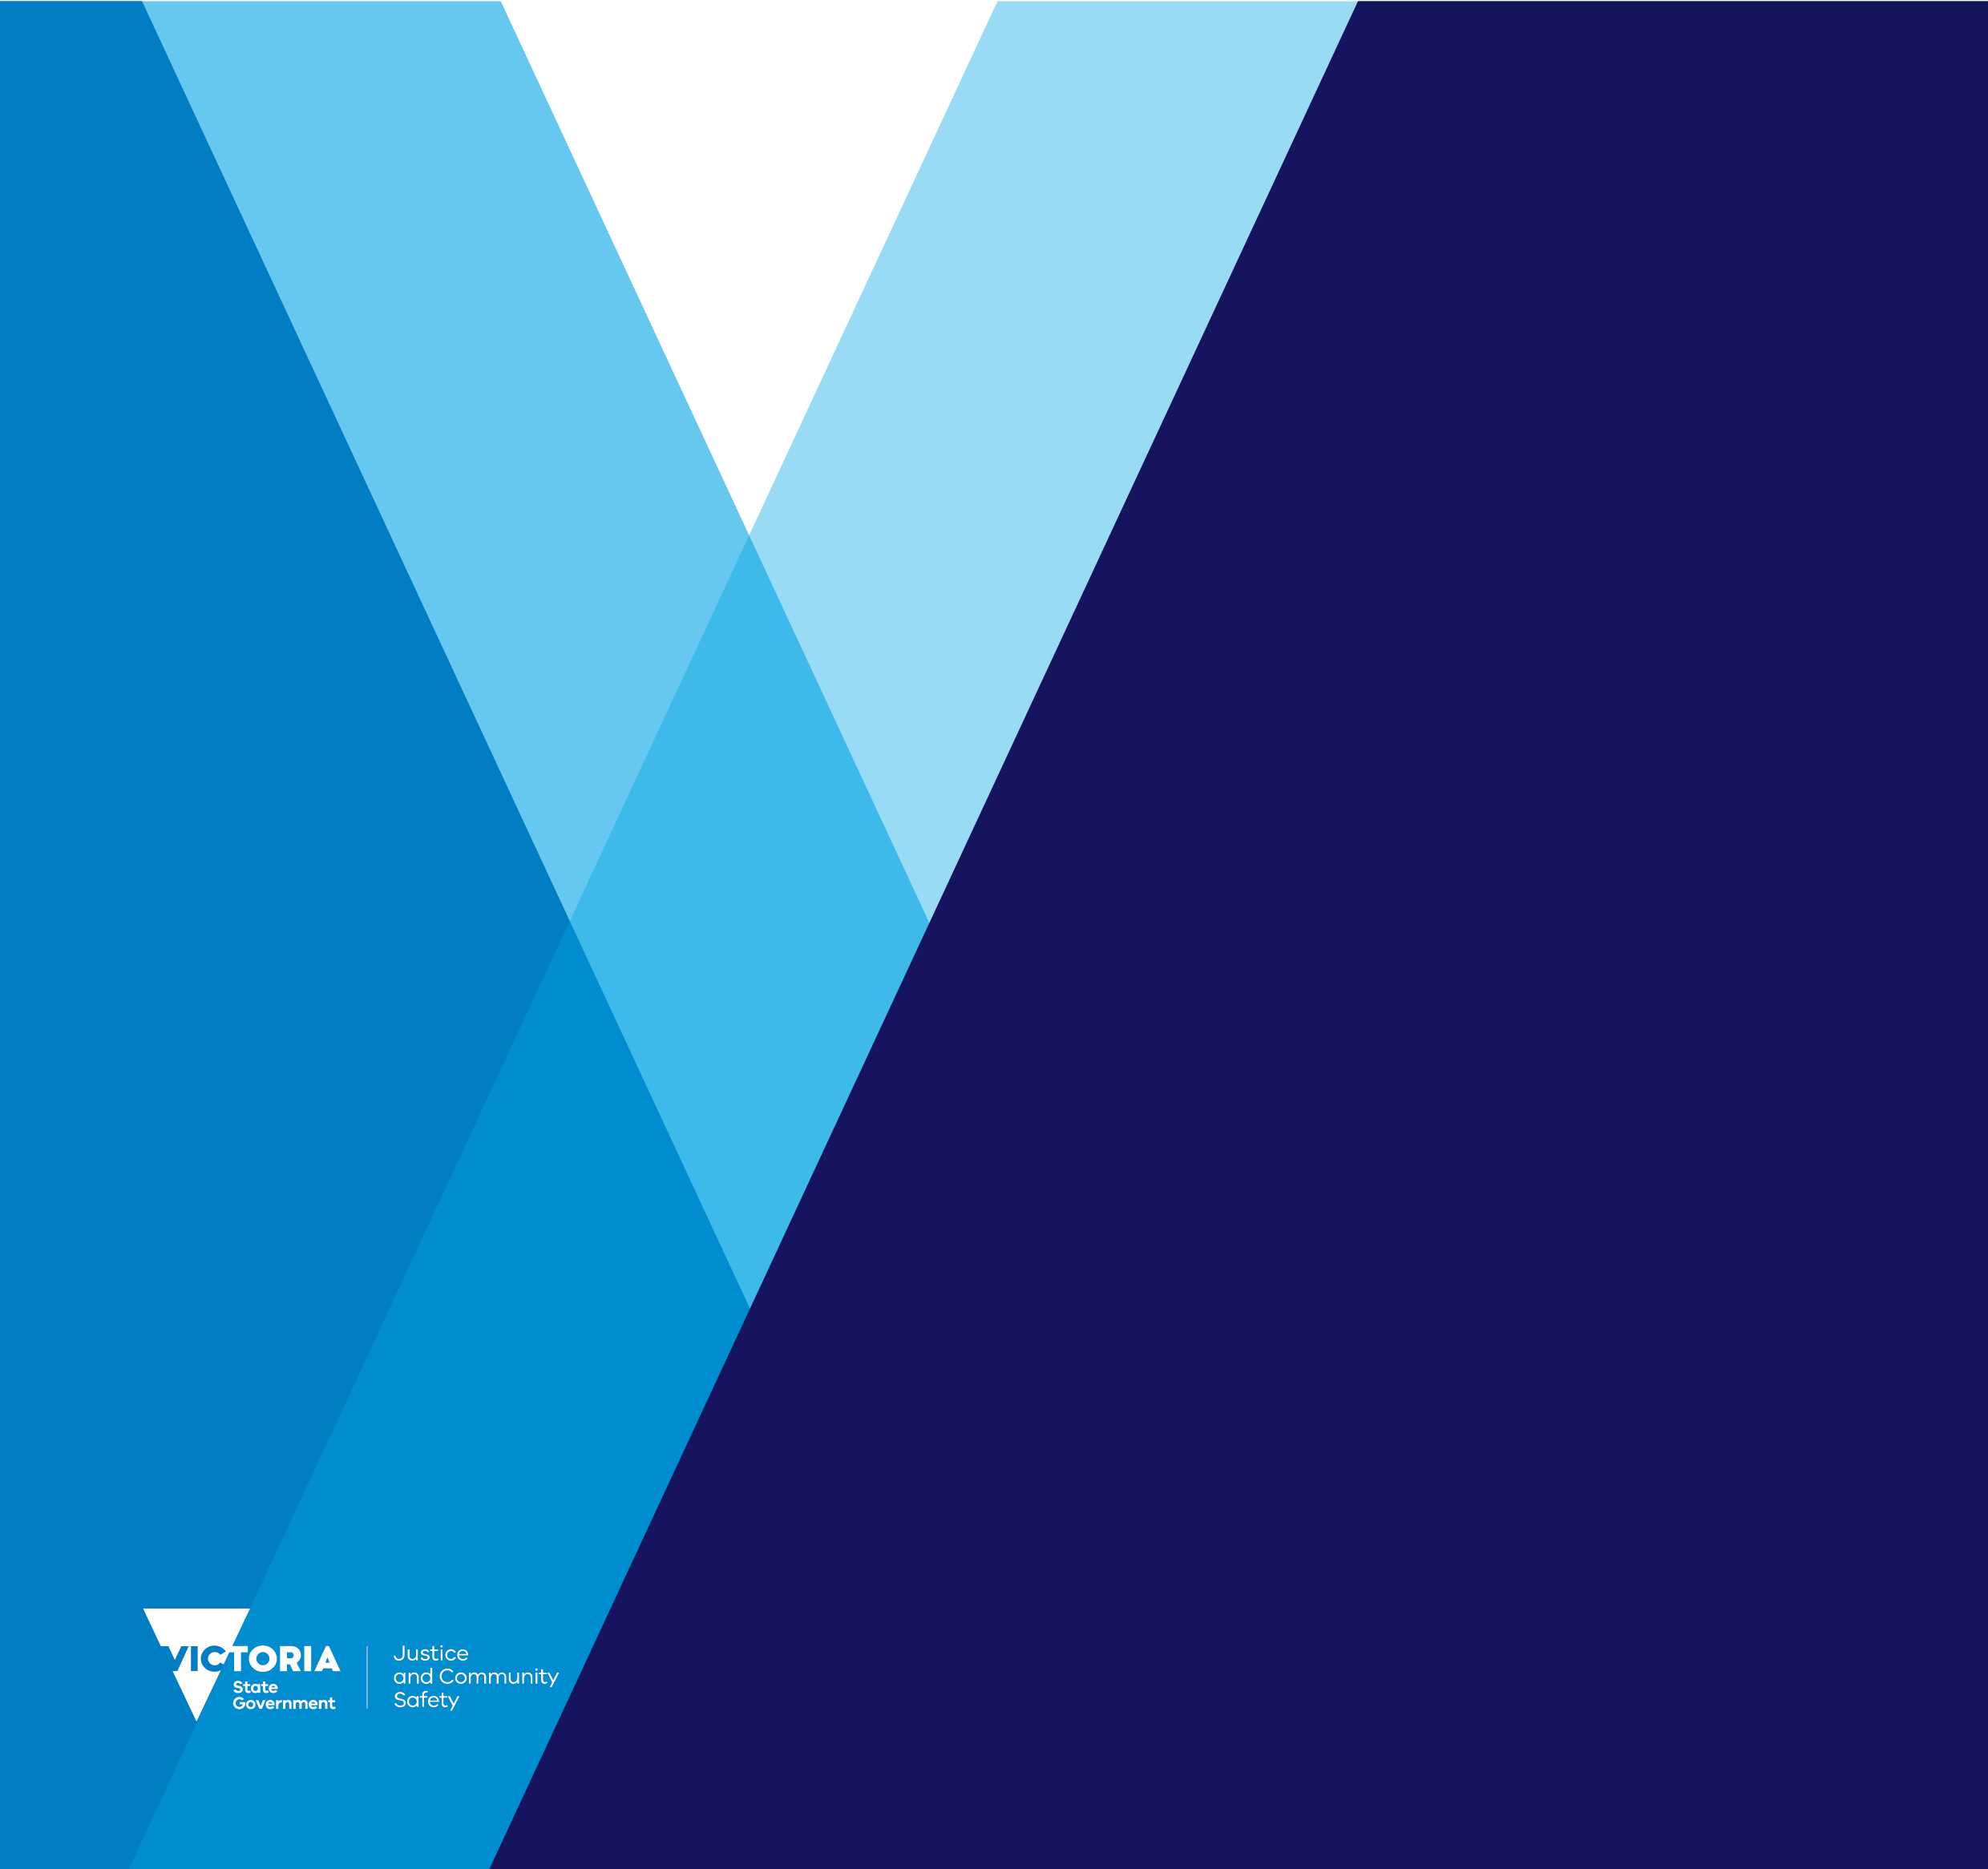 VICTORIA
State
Government
Justice
and Community
Safety